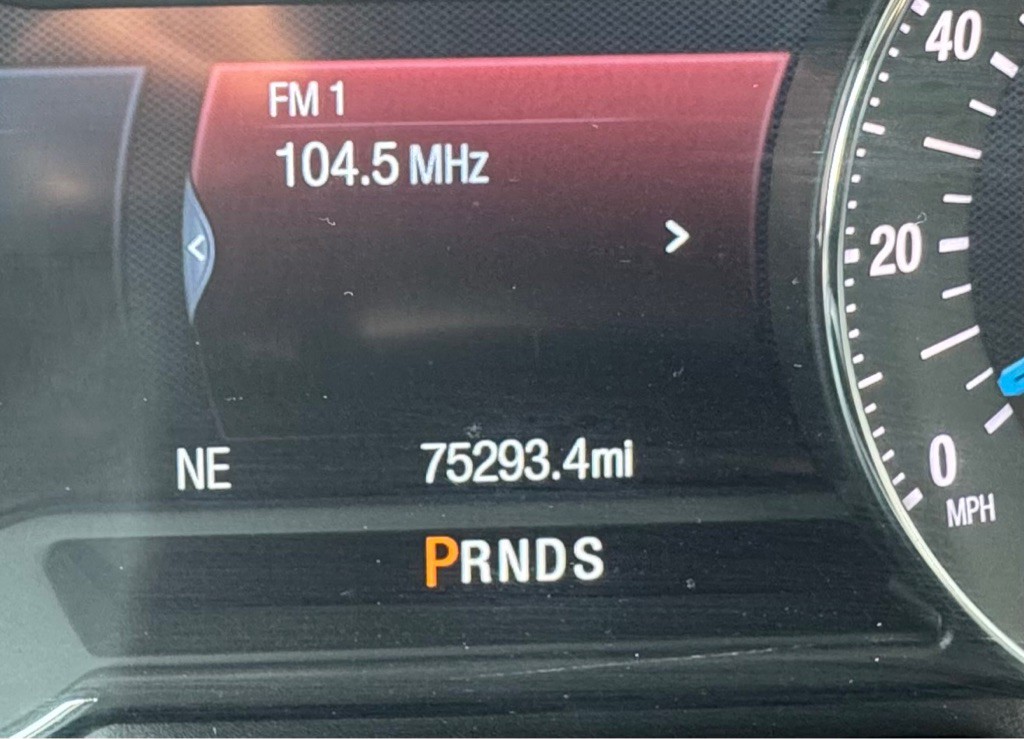 FM 1
104.5 MHz
<
>
40
20
0
MPH
NE
75293.4mi
PRNDS